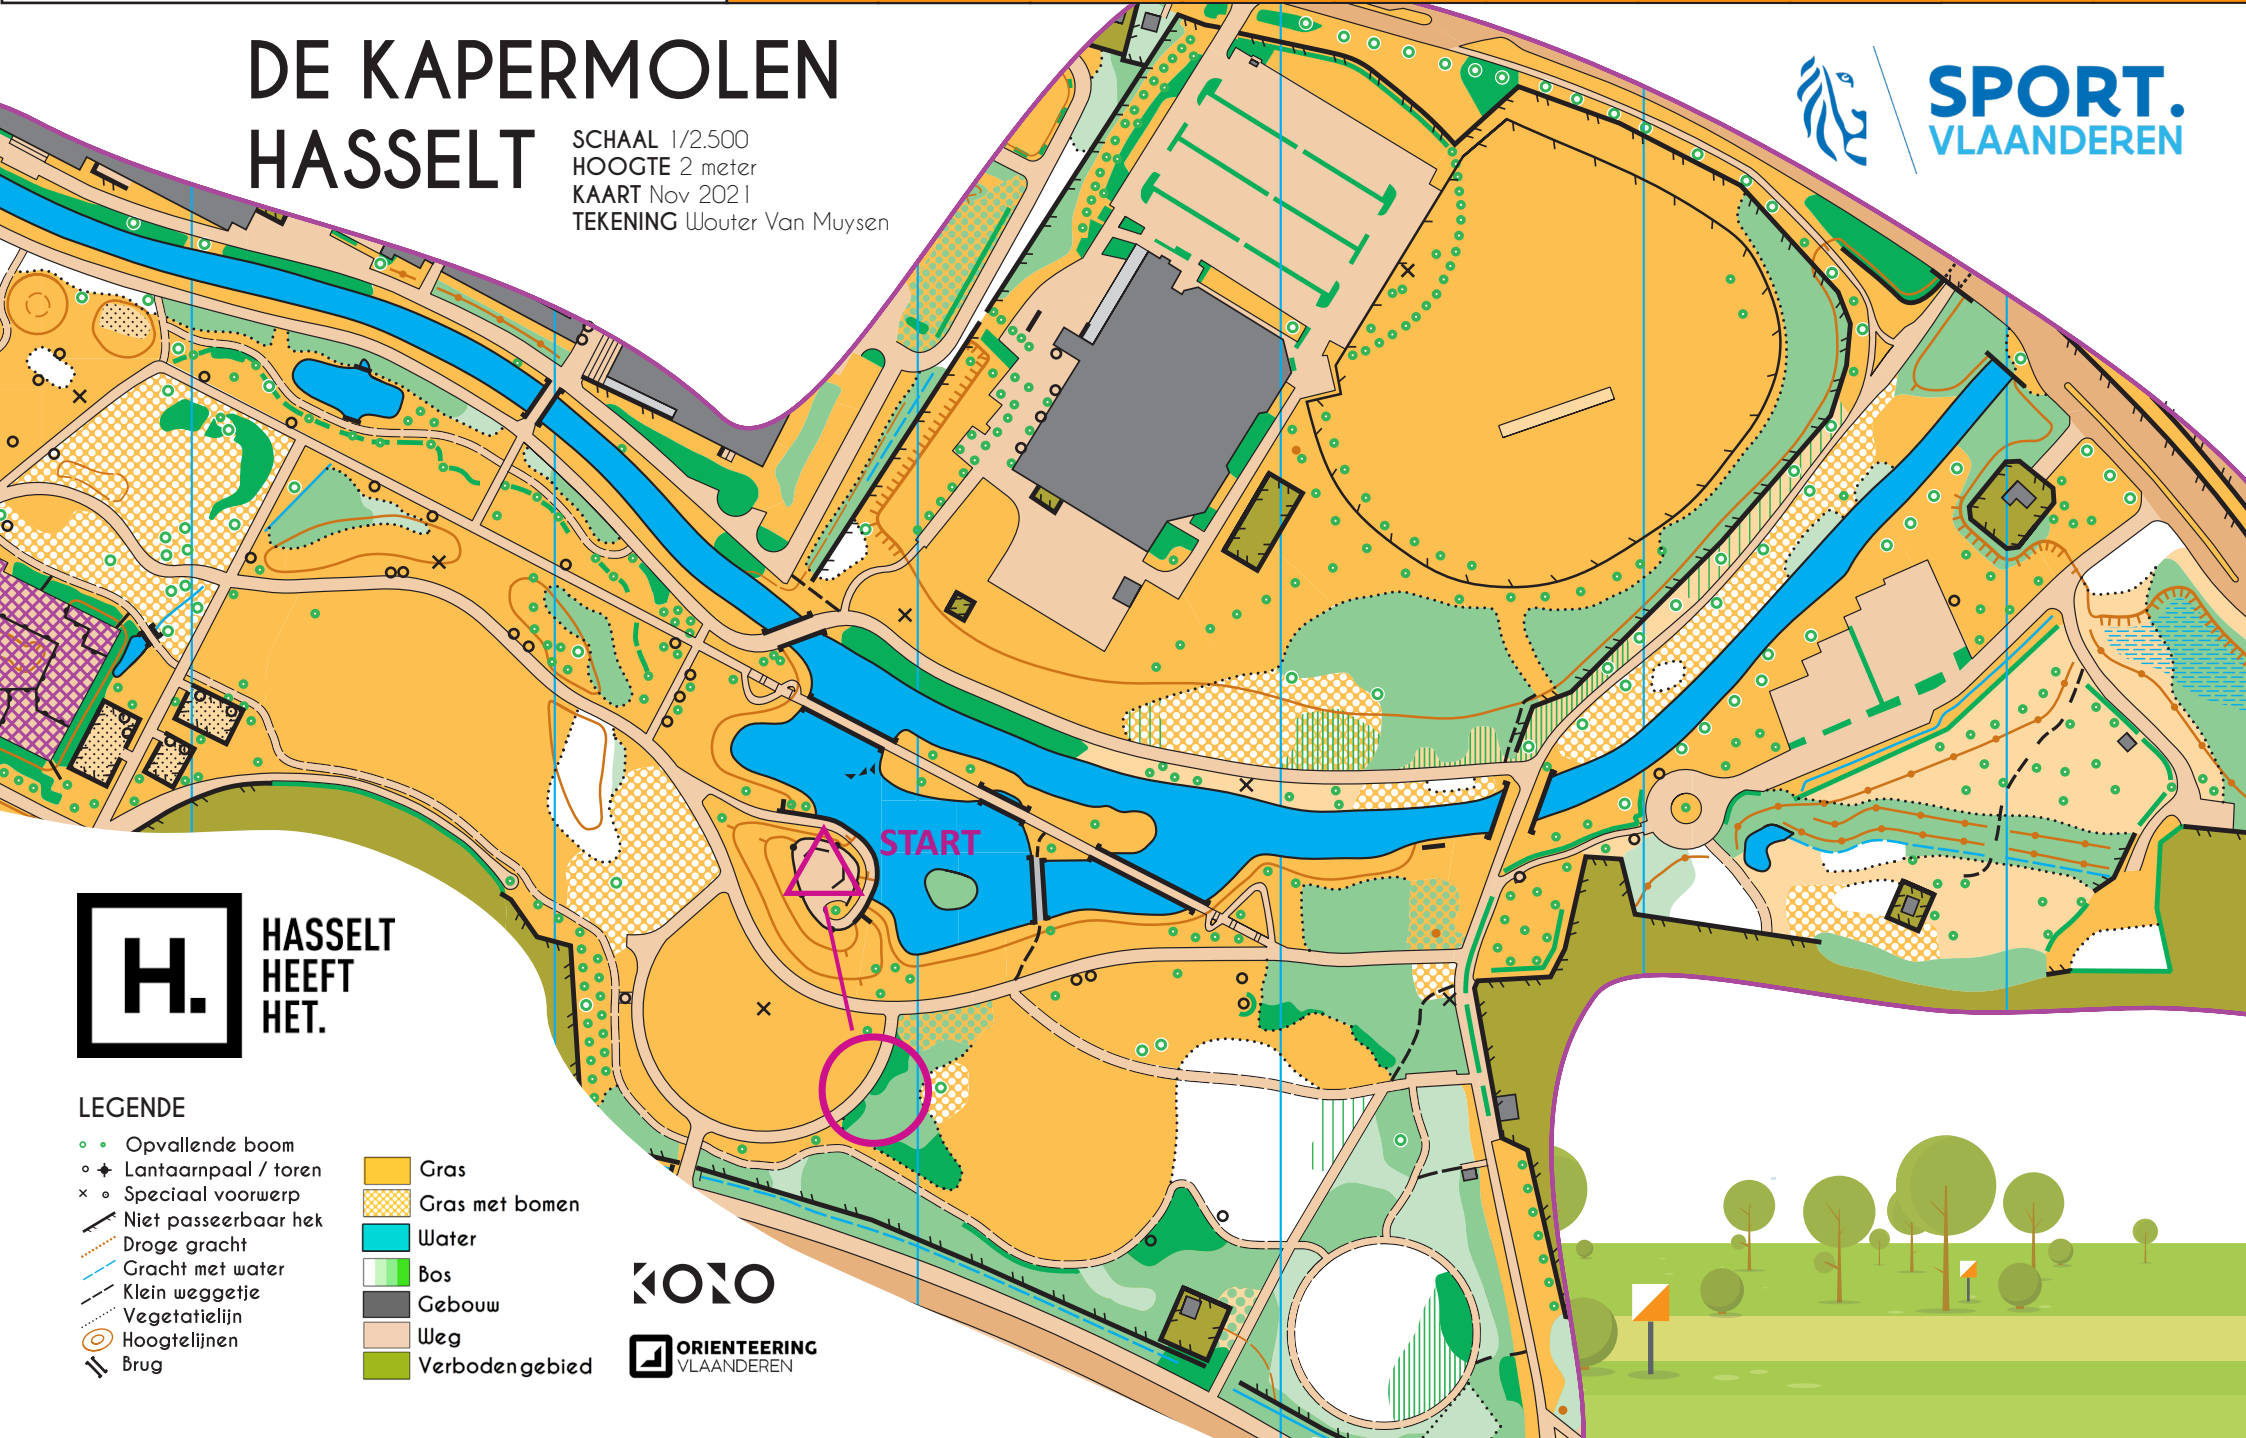 DE KAPERMOLEN
HASSELT
SCHAAL 1/2.500
HOOGTE 2 meter
KAART Nov 2021
TEKENING Wouter Van Muysen
SPORT.
VLAANDEREN
START
H.
HASSELT
HEEFT
HET.
LEGENDE
Opvallende boom
Lantaarnpaal / toren
Speciaal voorwerp
Niet passeerbaar hek
Droge gracht
Gracht met water
Klein weggetje
Vegetatielijn
Hoogtelijnen
Brug
Gras
Gras met bomen
Water
Bos
Gebouw
Weg
Verboden gebied
KONO
ORIENTEERING
VLAANDEREN